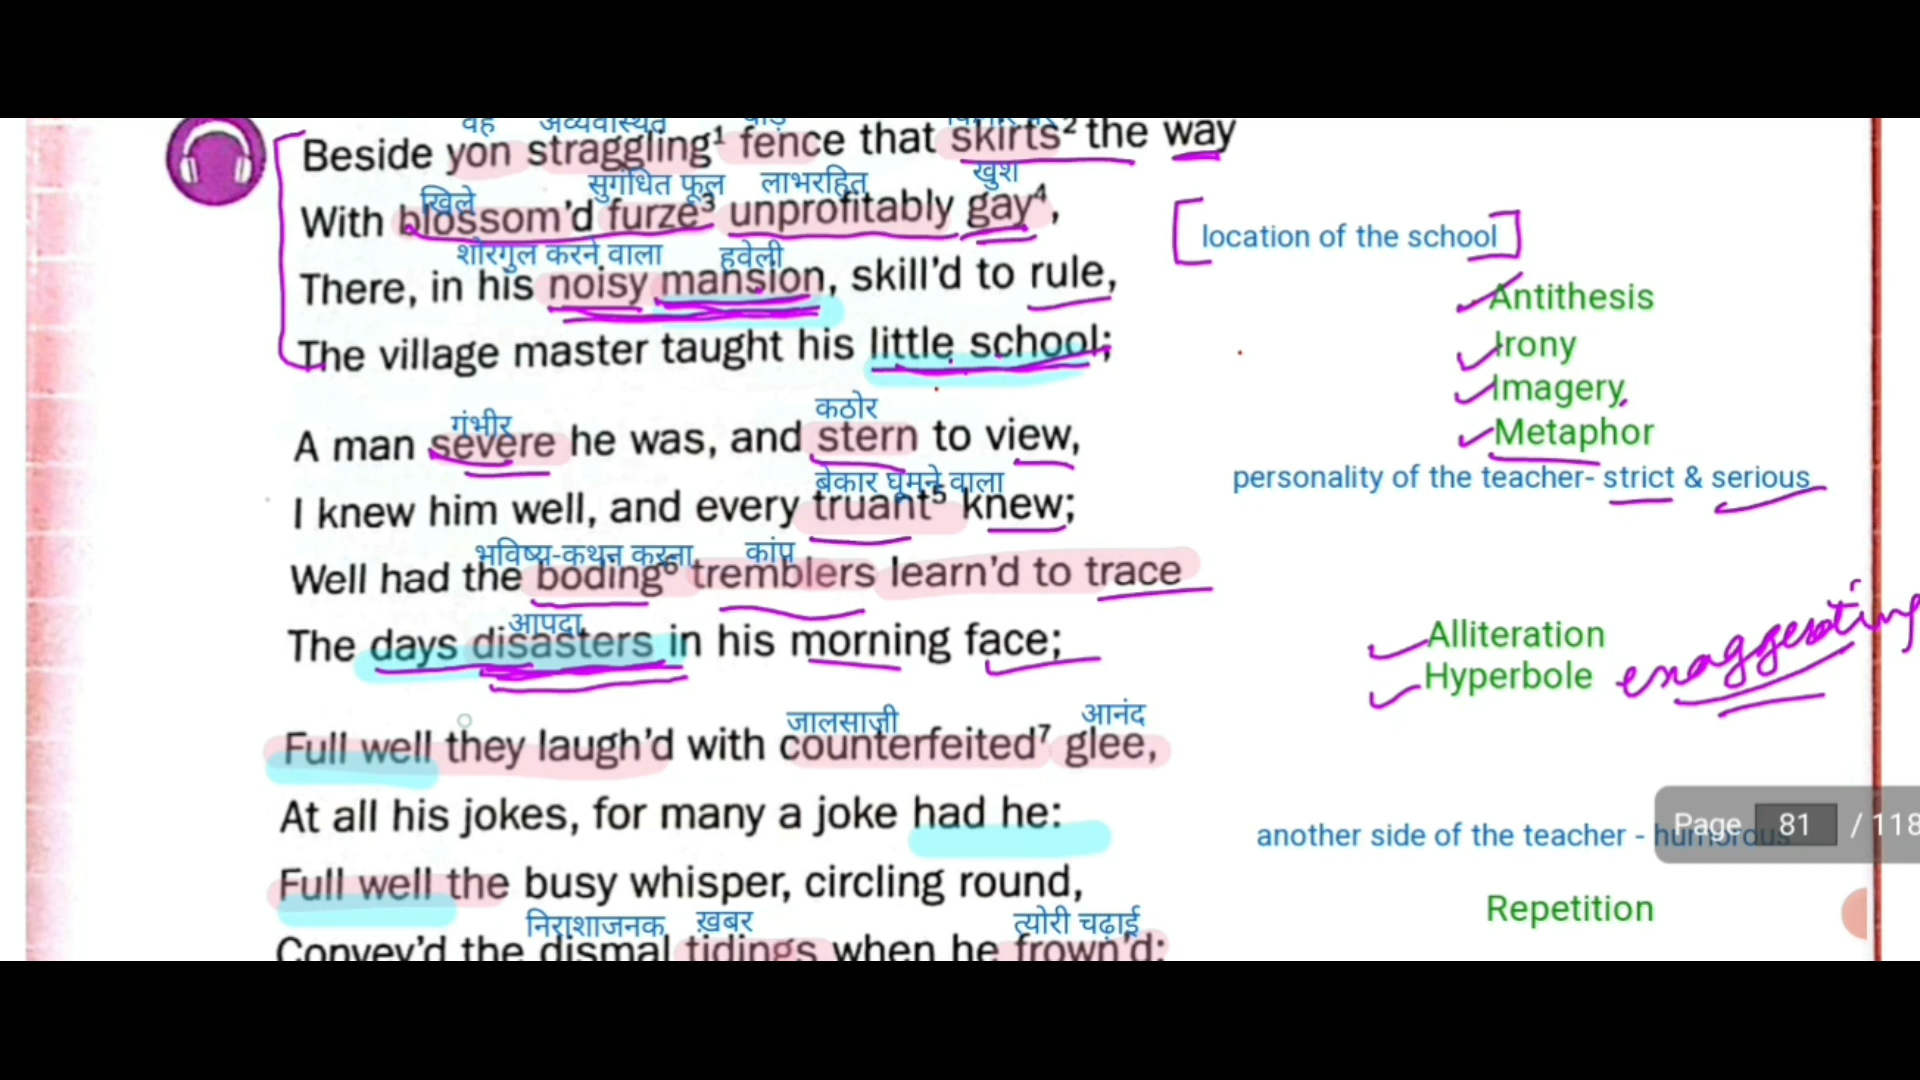 वह अव्यवस्थित बाड़
Beside yon straggling¹ fence that skirts² the way
खिले सुगंधित फूल लाभरहित खुश
With blossom'd furze³ unprofitably gay⁴,
location of the school
शोरगुल करने वाला हवेली
There, in his noisy mansion, skill'd to rule,
Antithesis
Irony
The village master taught his little school;
Imagery
Metaphor
गंभीर कठोर
A man severe he was, and stern to view,
personality of the teacher- strict & serious
बेकार घूमने वाला
I knew him well, and every truant⁵ knew;
भविष्य-कथन करना कांप
Well had the boding⁶ tremblers learn'd to trace
आपदा
The days disasters in his morning face;
Alliteration
Hyperbole
exaggerating
जालसाज़ी आनंद
Full well they laugh'd with counterfeited⁷ glee,
At all his jokes, for many a joke had he:
another side of the teacher - humorous
Page 81 / 118
Full well the busy whisper, circling round,
Repetition
निराशाजनक ख़बर त्योरी चढ़ाई
Convey'd the dismal tidings when he frown'd: